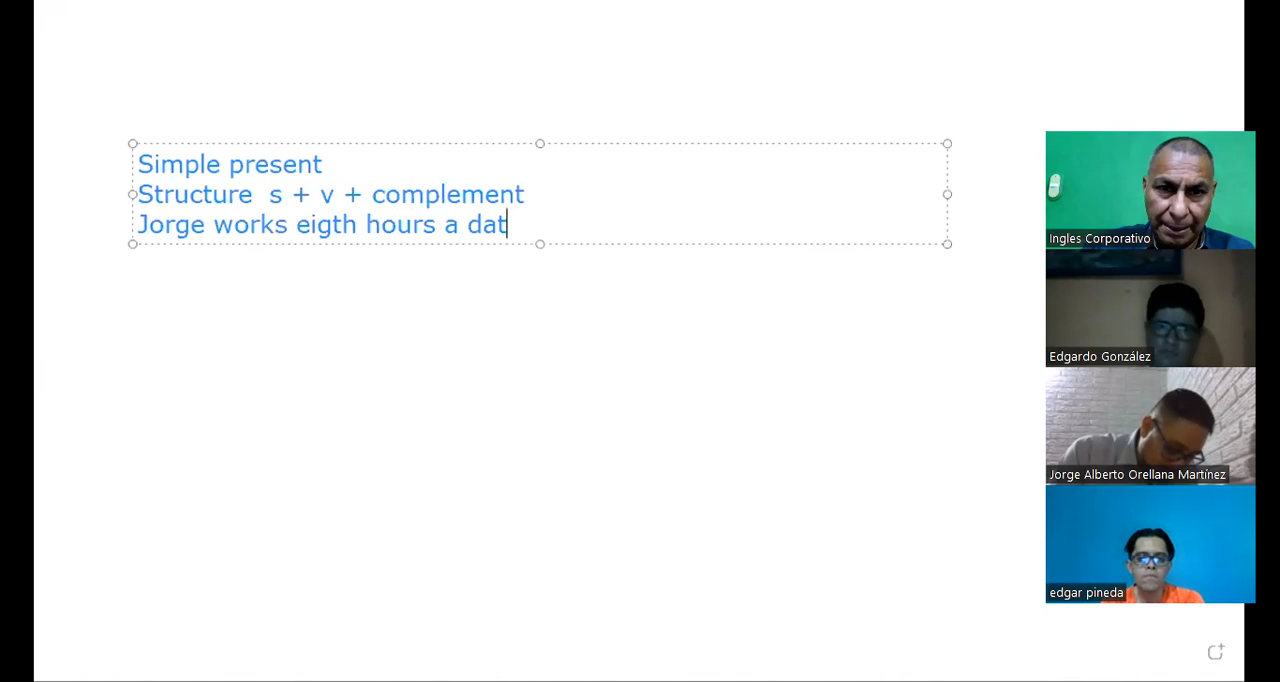 Simple present
Structure  s + v + complement
Jorge works eigth hours a dat
Ingles Corporativo
Edgardo González
Jorge Alberto Orellana Martínez
edgar pineda